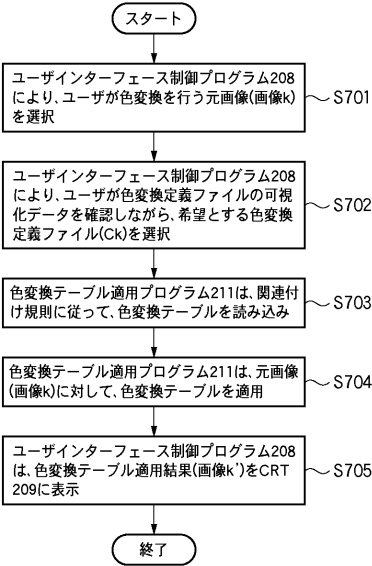 スタート
ユーザインターフェース制御プログラム208
により、ユーザが色変換を行う元画像(画像k)
を選択
S701
ユーザインターフェース制御プログラム208
により、ユーザが色変換定義ファイルの可視
化データを確認しながら、希望とする色変換
定義ファイル(Ck)を選択
S702
色変換テーブル適用プログラム211は、関連付
け規則に従って、色変換テーブルを読み込み
S703
色変換テーブル適用プログラム211は、元画像
(画像k)に対して、色変換テーブルを適用
S704
ユーザインターフェース制御プログラム208
は、色変換テーブル適用結果(画像k')をCRT
209に表示
S705
終了